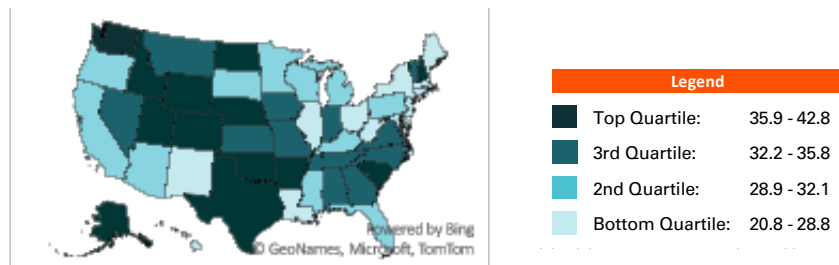 Powered by Bing
© GeoNames, Microsoft, TomTom
Legend
Top Quartile: 35.9 - 42.8
3rd Quartile: 32.2 - 35.8
2nd Quartile: 28.9 - 32.1
Bottom Quartile: 20.8 - 28.8